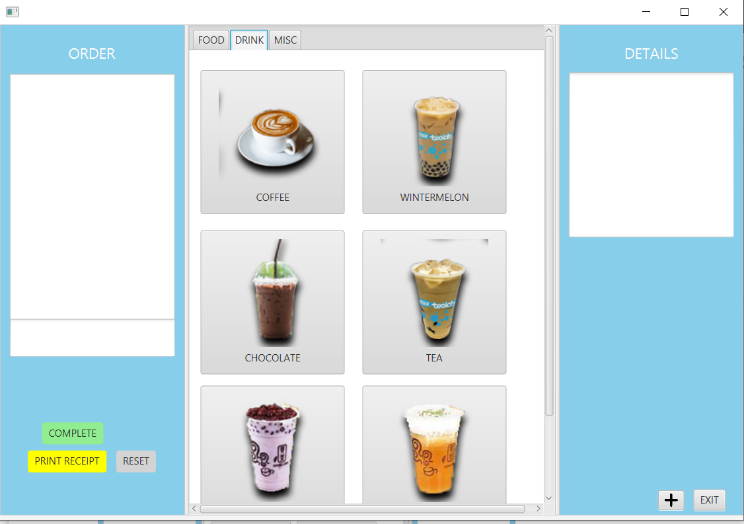 ORDER
FOOD
DRINK
MISC
DETAILS
COFFEE
WINTERMELON
CHOCOLATE
TEA
COMPLETE
PRINT RECEIPT
RESET
EXIT